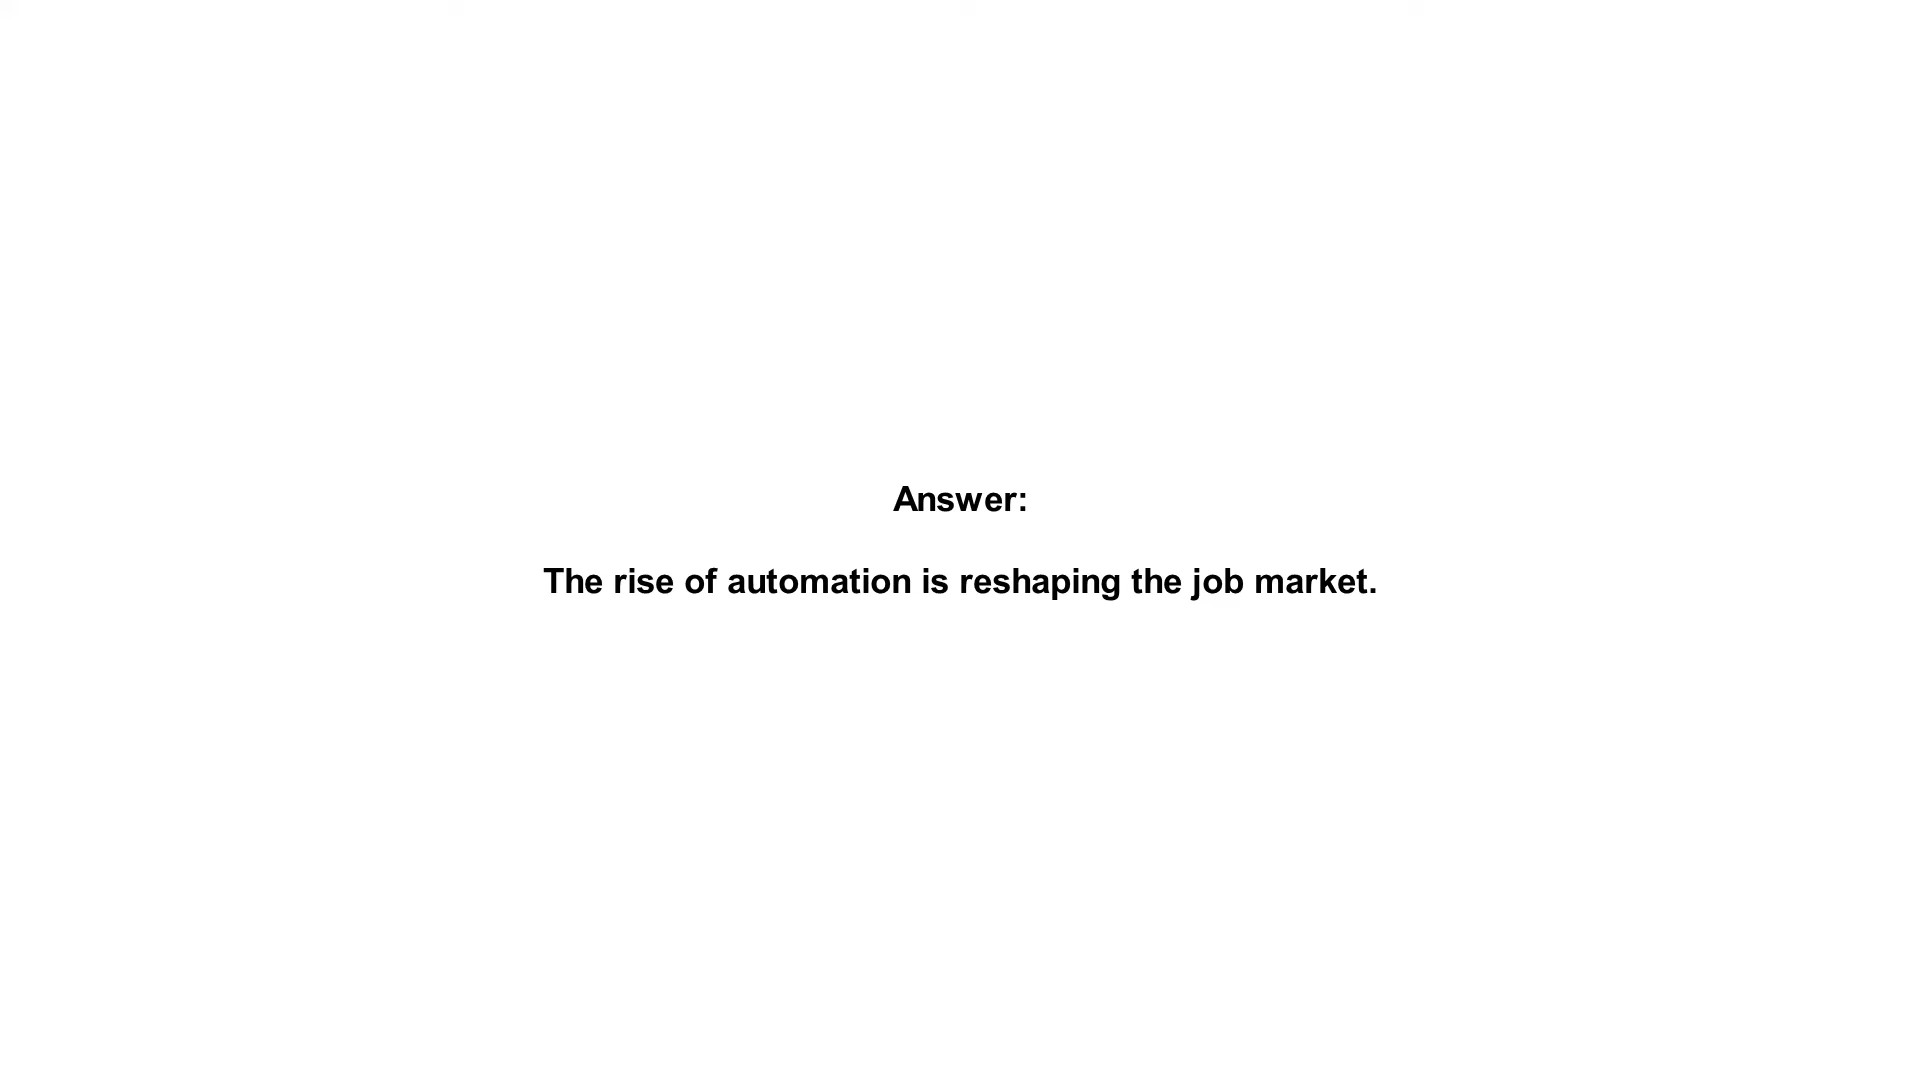 Answer:
The rise of automation is reshaping the job market.